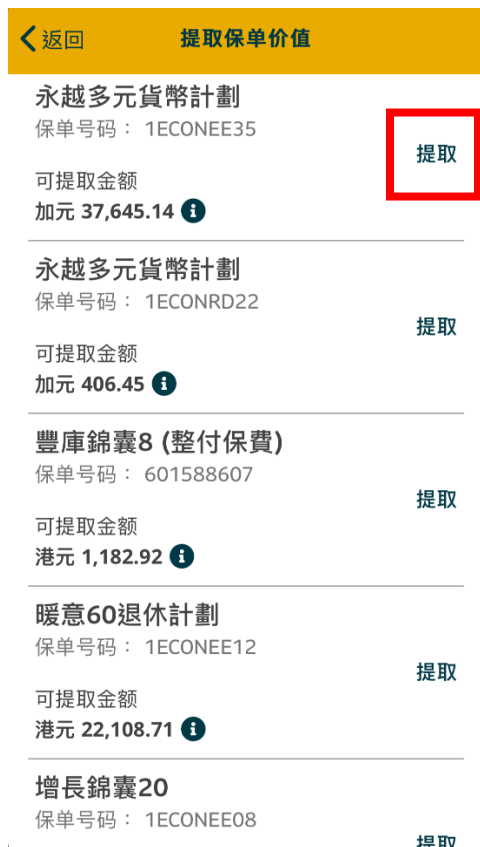 返回 提取保单价值
永越多元貨幣計劃
保单号码： 1ECONEE35
提取
可提取金额
加元 37,645.14
永越多元貨幣計劃
保单号码： 1ECONRD22
提取
可提取金额
加元 406.45
豐庫錦囊8 (整付保費)
保单号码： 601588607
提取
可提取金额
港元 1,182.92
暖意60退休計劃
保单号码： 1ECONEE12
提取
可提取金额
港元 22,108.71
增長錦囊20
保单号码： 1ECONEE08
提取